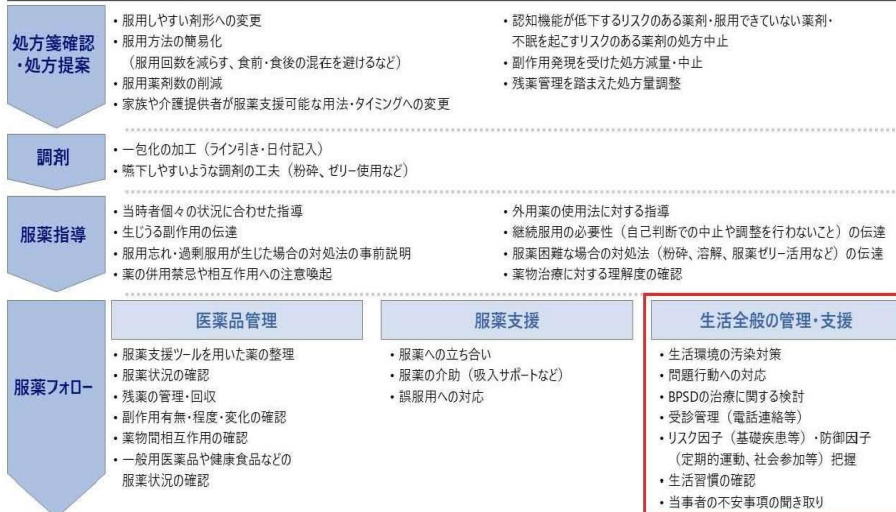 処方箋確認
・処方提案
・服用しやすい剤形への変更
・服用方法の簡易化
（服用回数を減らす、食前・食後の混在を避けるなど）
・服用薬剤数の削減
・家族や介護提供者が服薬支援可能な用法・タイミングへの変更
・認知機能が低下するリスクのある薬剤・服用できていない薬剤・
不眠を起こすリスクのある薬剤の処方中止
・副作用発現を受けた処方減量・中止
・残薬管理を踏まえた処方量調整
調剤
・一包化の加工（ライン引き・日付記入）
・嚥下しやすいような調剤の工夫（粉砕、ゼリー使用など）
服薬指導
・当時者個々の状況に合わせた指導
・生じうる副作用の伝達
・服用忘れ・過剰服用が生じた場合の対処法の事前説明
・薬の併用禁忌や相互作用への注意喚起
・外用薬の使用法に対する指導
・継続服用の必要性（自己判断での中止や調整を行わないこと）の伝達
・服薬困難な場合の対処法（粉砕、溶解、服薬ゼリー活用など）の伝達
・薬物治療に対する理解度の確認
服薬フォロー
医薬品管理
・服薬支援ツールを用いた薬の整理
・服薬状況の確認
・残薬の管理・回収
・副作用有無・程度・変化の確認
・薬物間相互作用の確認
・一般用医薬品や健康食品などの
服薬状況の確認
服薬支援
・服薬への立ち合い
・服薬の介助（吸入サポートなど）
・誤服用への対応
生活全般の管理・支援
・生活環境の汚染対策
・問題行動への対応
・BPSDの治療に関する検討
・受診管理（電話連絡等）
・リスク因子（基礎疾患等）・防御因子
（定期的運動、社会参加等）把握
・生活習慣の確認
・当事者の不安事項の聞き取り